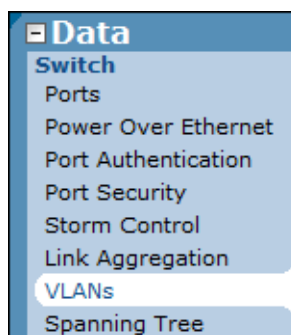 Data
Switch
Ports
Power Over Ethernet
Port Authentication
Port Security
Storm Control
Link Aggregation
VLANs
Spanning Tree